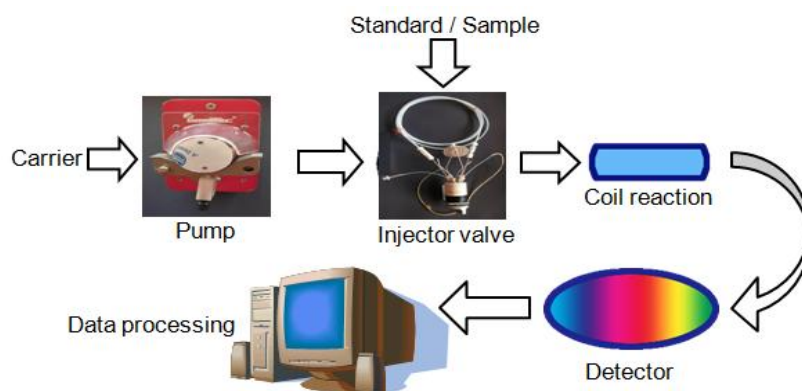 Standard / Sample
Carrier
Pump
Injector valve
Coil reaction
Data processing
Detector